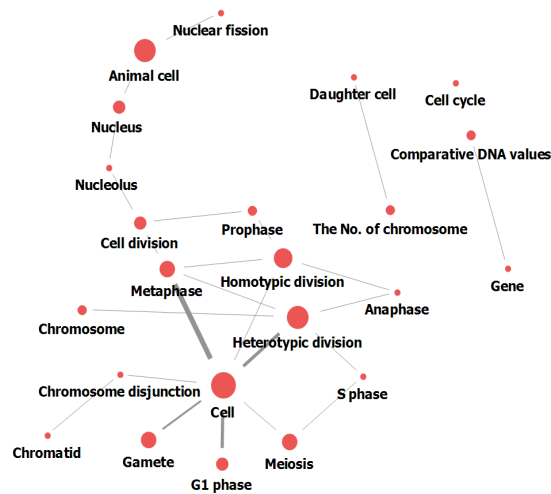 Nuclear fission
Animal cell
Daughter cell
Cell cycle
Nucleus
Comparative DNA values
Nucleolus
Prophase
The No. of chromosome
Cell division
Homotypic division
Gene
Metaphase
Anaphase
Chromosome
Heterotypic division
Chromosome disjunction
S phase
Cell
Chromatid
Gamete
Meiosis
G1 phase